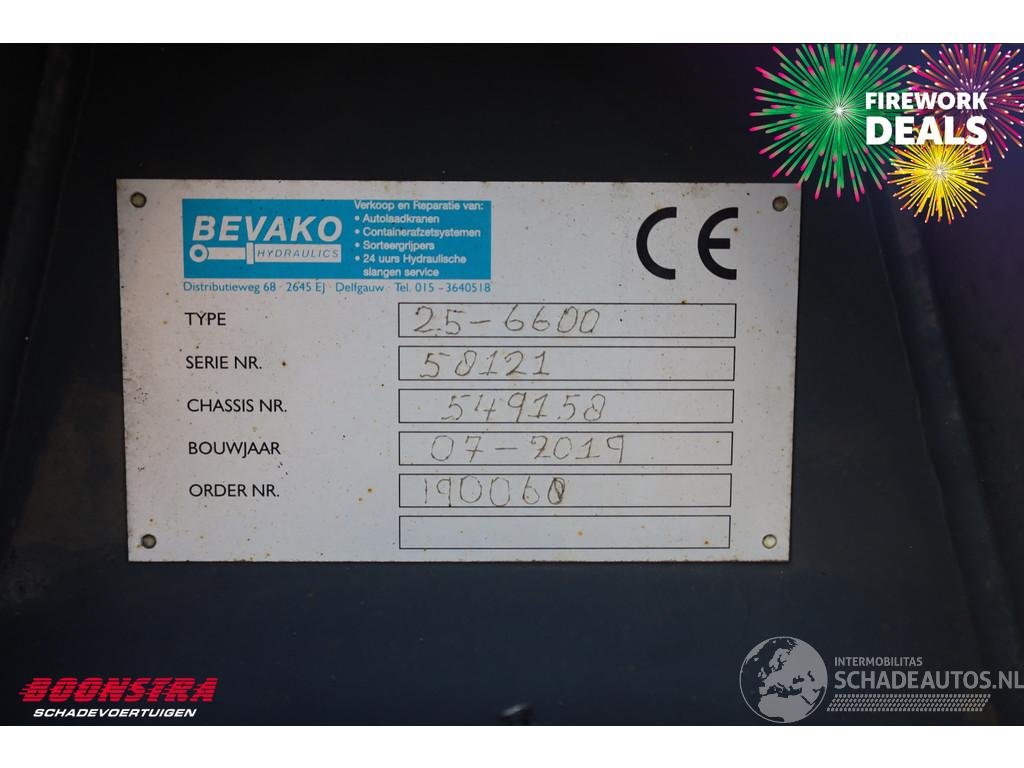 FIREWORK
DEALS
BEVAKO
HYDRAULICS
Verkoop en Reparatie van:
• Autolaadkranen
• Containerafzetsystemen
• Sorteergrijpers
• 24 uurs Hydraulische
slangen service
Distributieweg 68 · 2645 EJ · Delfgauw · Tel. 015 - 3640518
CE
TYPE 25-6600
SERIE NR. 58121
CHASSIS NR. 549158
BOUWJAAR 07-2019
ORDER NR. 190060
BOONSTRA
SCHADEVOERTUIGEN
INTERMOBILITAS
SCHADEAUTOS.NL